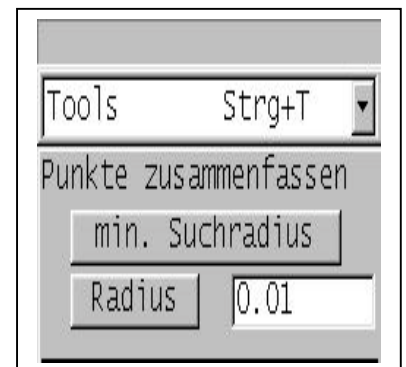 Tools Strg+T
Punkte zusammenfassen
min. Suchradius
Radius 0.01